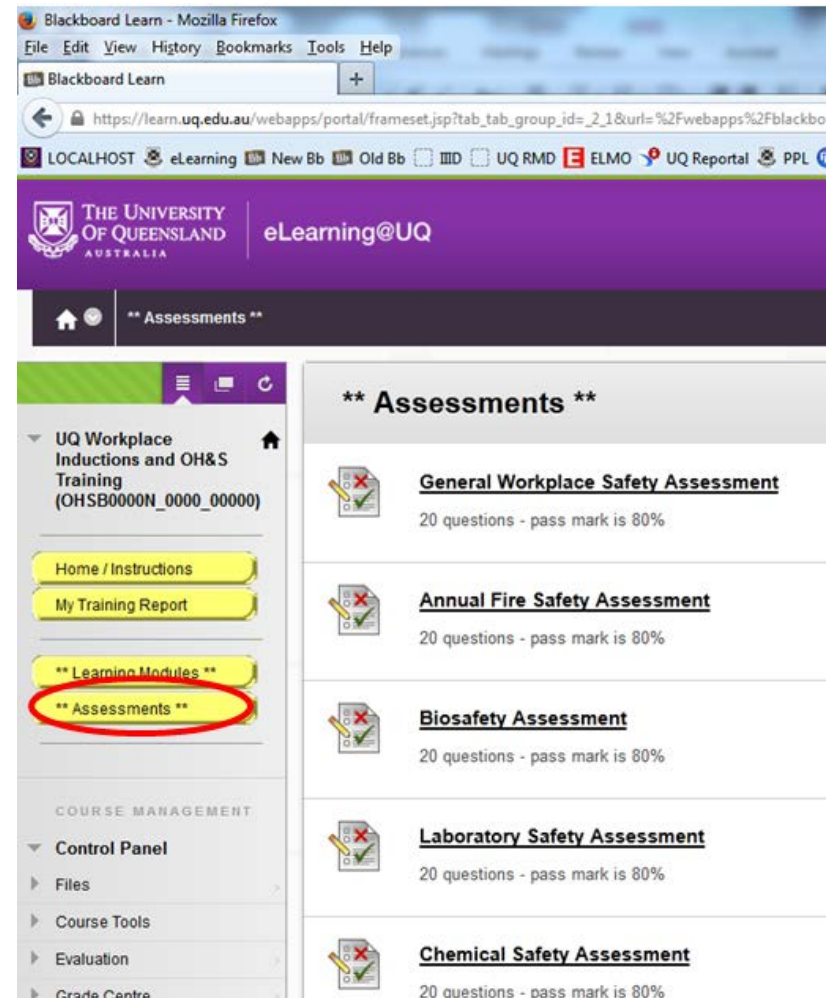 Blackboard Learn - Mozilla Firefox
File Edit View History Bookmarks Tools Help
Blackboard Learn +
https://learn.uq.edu.au/webapps/portal/frameset.jsp?tab_tab_group_id=_2_1&url=%2Fwebapps%2Fblackbo
LOCALHOST eLearning New Bb Old Bb IIID UQ RMD ELMO UQ Reportal PPL
THE UNIVERSITY
OF QUEENSLAND
AUSTRALIA
eLearning@UQ
** Assessments **
UQ Workplace
Inductions and OH&S
Training
(OHSB0000N_0000_00000)
Home / Instructions
My Training Report
** Learning Modules **
** Assessments **
COURSE MANAGEMENT
Control Panel
Files
Course Tools
Evaluation
Grade Centre
** Assessments **
General Workplace Safety Assessment
20 questions - pass mark is 80%
Annual Fire Safety Assessment
20 questions - pass mark is 80%
Biosafety Assessment
20 questions - pass mark is 80%
Laboratory Safety Assessment
20 questions - pass mark is 80%
Chemical Safety Assessment
20 questions - pass mark is 80%